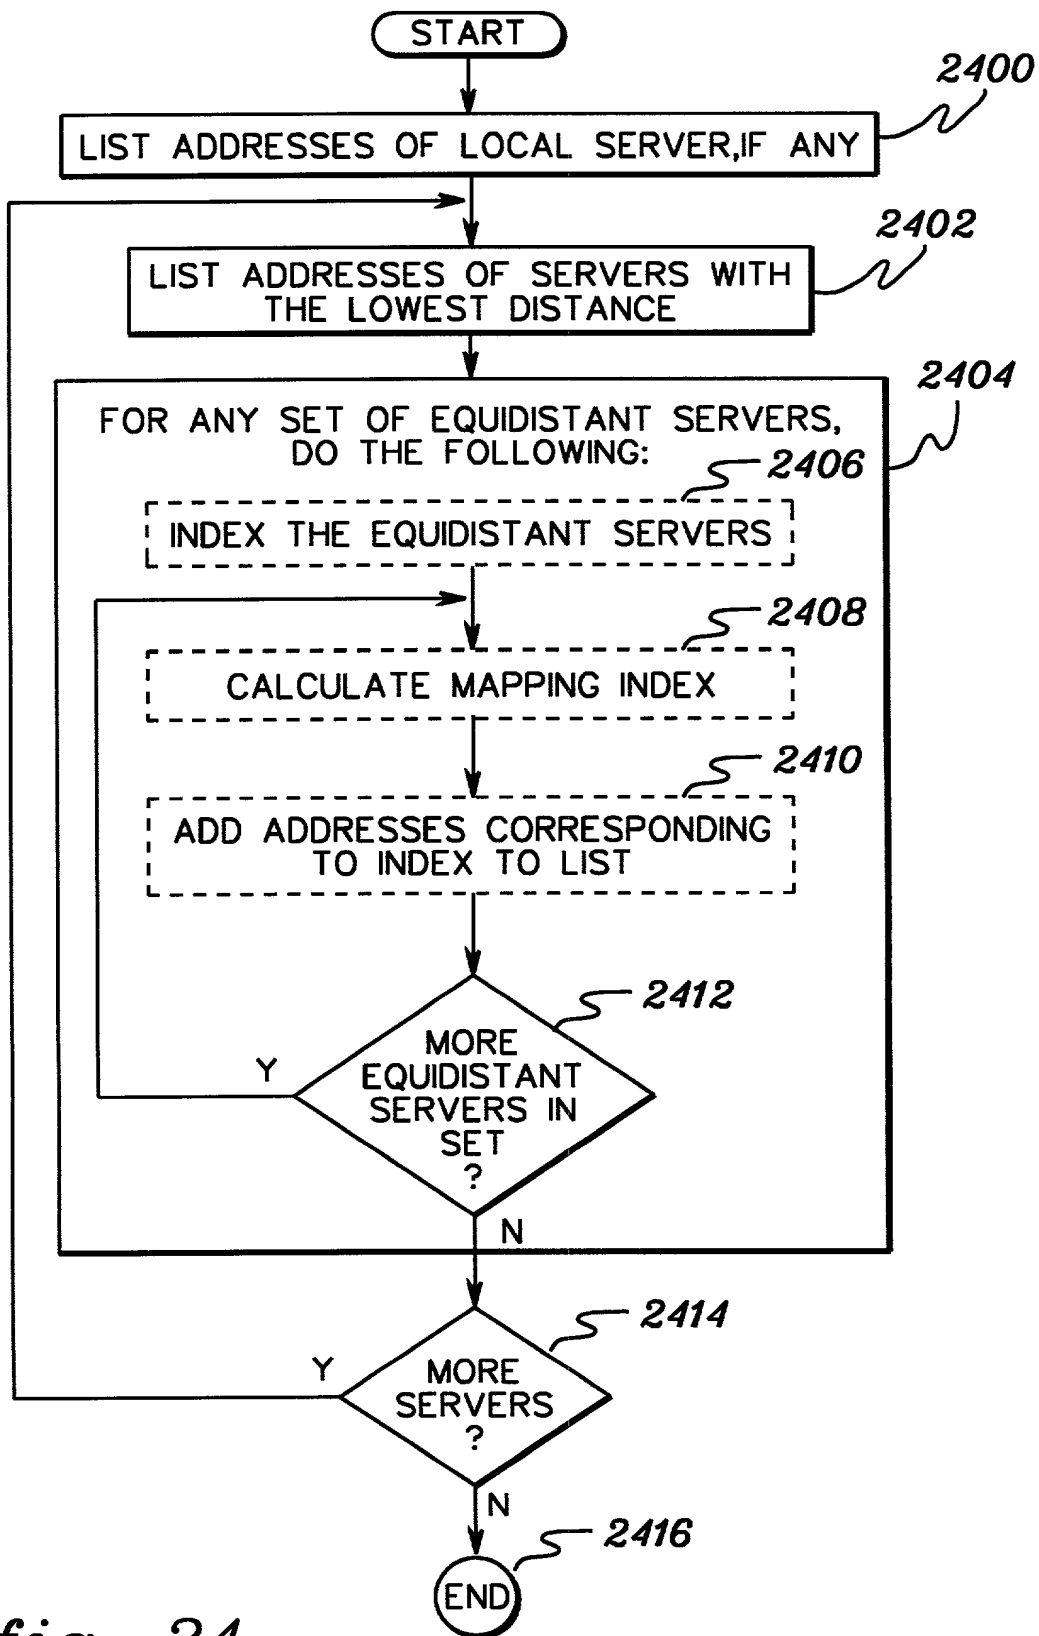 START
2400
LIST ADDRESSES OF LOCAL SERVER,IF ANY
2402
LIST ADDRESSES OF SERVERS WITH
THE LOWEST DISTANCE
2404
FOR ANY SET OF EQUIDISTANT SERVERS,
DO THE FOLLOWING:
2406
INDEX THE EQUIDISTANT SERVERS
2408
CALCULATE MAPPING INDEX
2410
ADD ADDRESSES CORRESPONDING
TO INDEX TO LIST
2412
MORE
EQUIDISTANT
SERVERS IN
SET
?
Y
N
2414
MORE
SERVERS
?
Y
N
2416
END
fig. 24